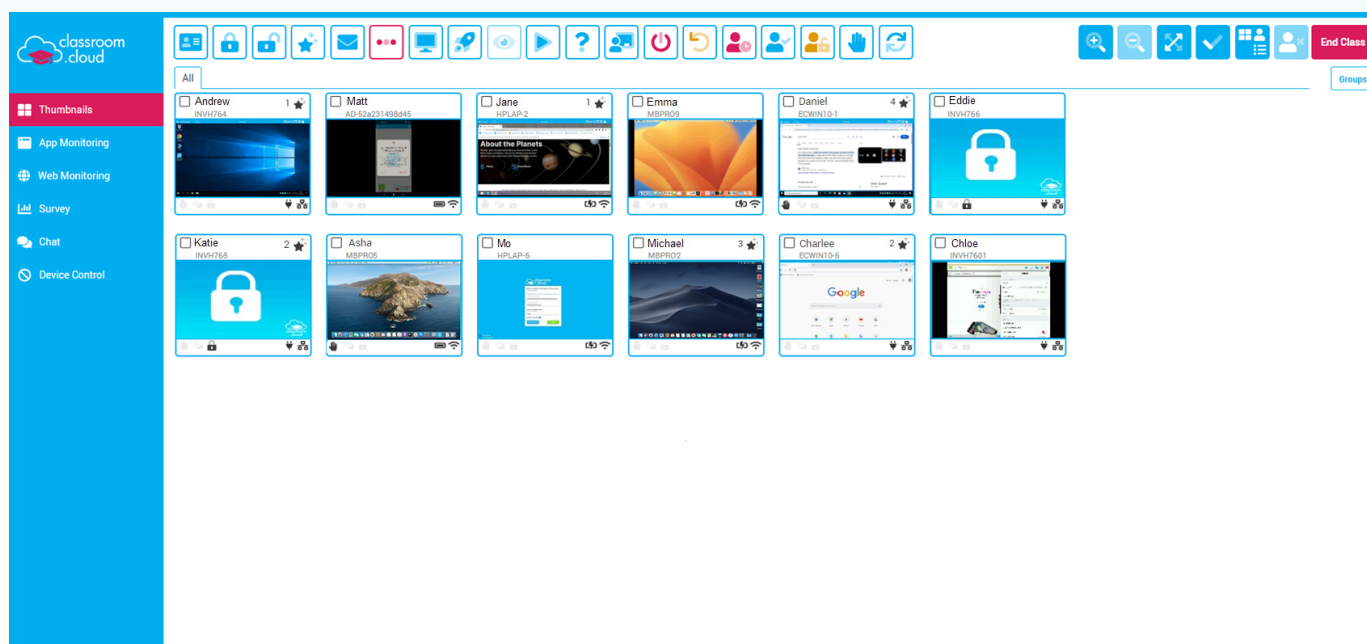 classroom
.cloud
End Class
All
Groups
Thumbnails
App Monitoring
Web Monitoring
Survey
Chat
Device Control
Andrew 1
INVH764
Matt
AD-52a231498d45
Jane 1
HPLAP-2
About the Planets
Emma
MBPRO9
Daniel 4
ECWIN10-1
Eddie
INVH766
Katie 2
INVH765
Asha
MBPRO5
Mo
HPLAP-6
Michael 3
MBPRO2
Charlee 2
ECWIN10-6
Google
Chloe
INVH7601